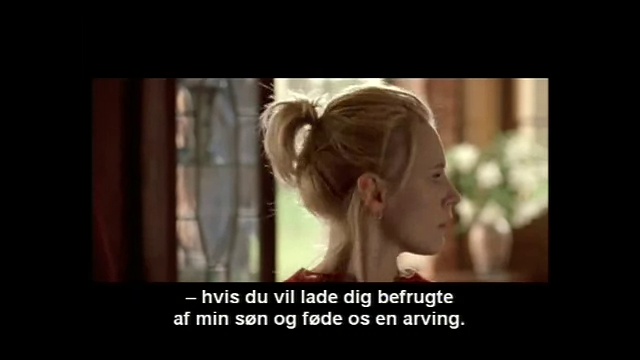 – hvis du vil lade dig befrugte
af min søn og føde os en arving.